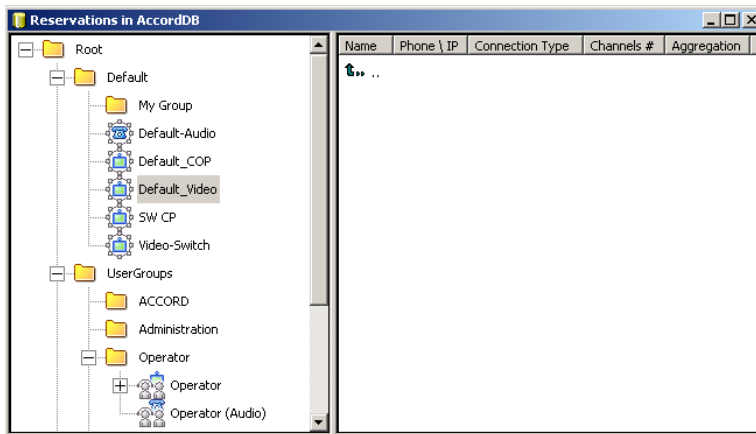 Reservations in AccordDB
Root
Default
My Group
Default-Audio
Default_COP
Default_Video
SW CP
Video-Switch
UserGroups
ACCORD
Administration
Operator
Operator
Operator (Audio)
Name Phone \ IP Connection Type Channels # Aggregation
..